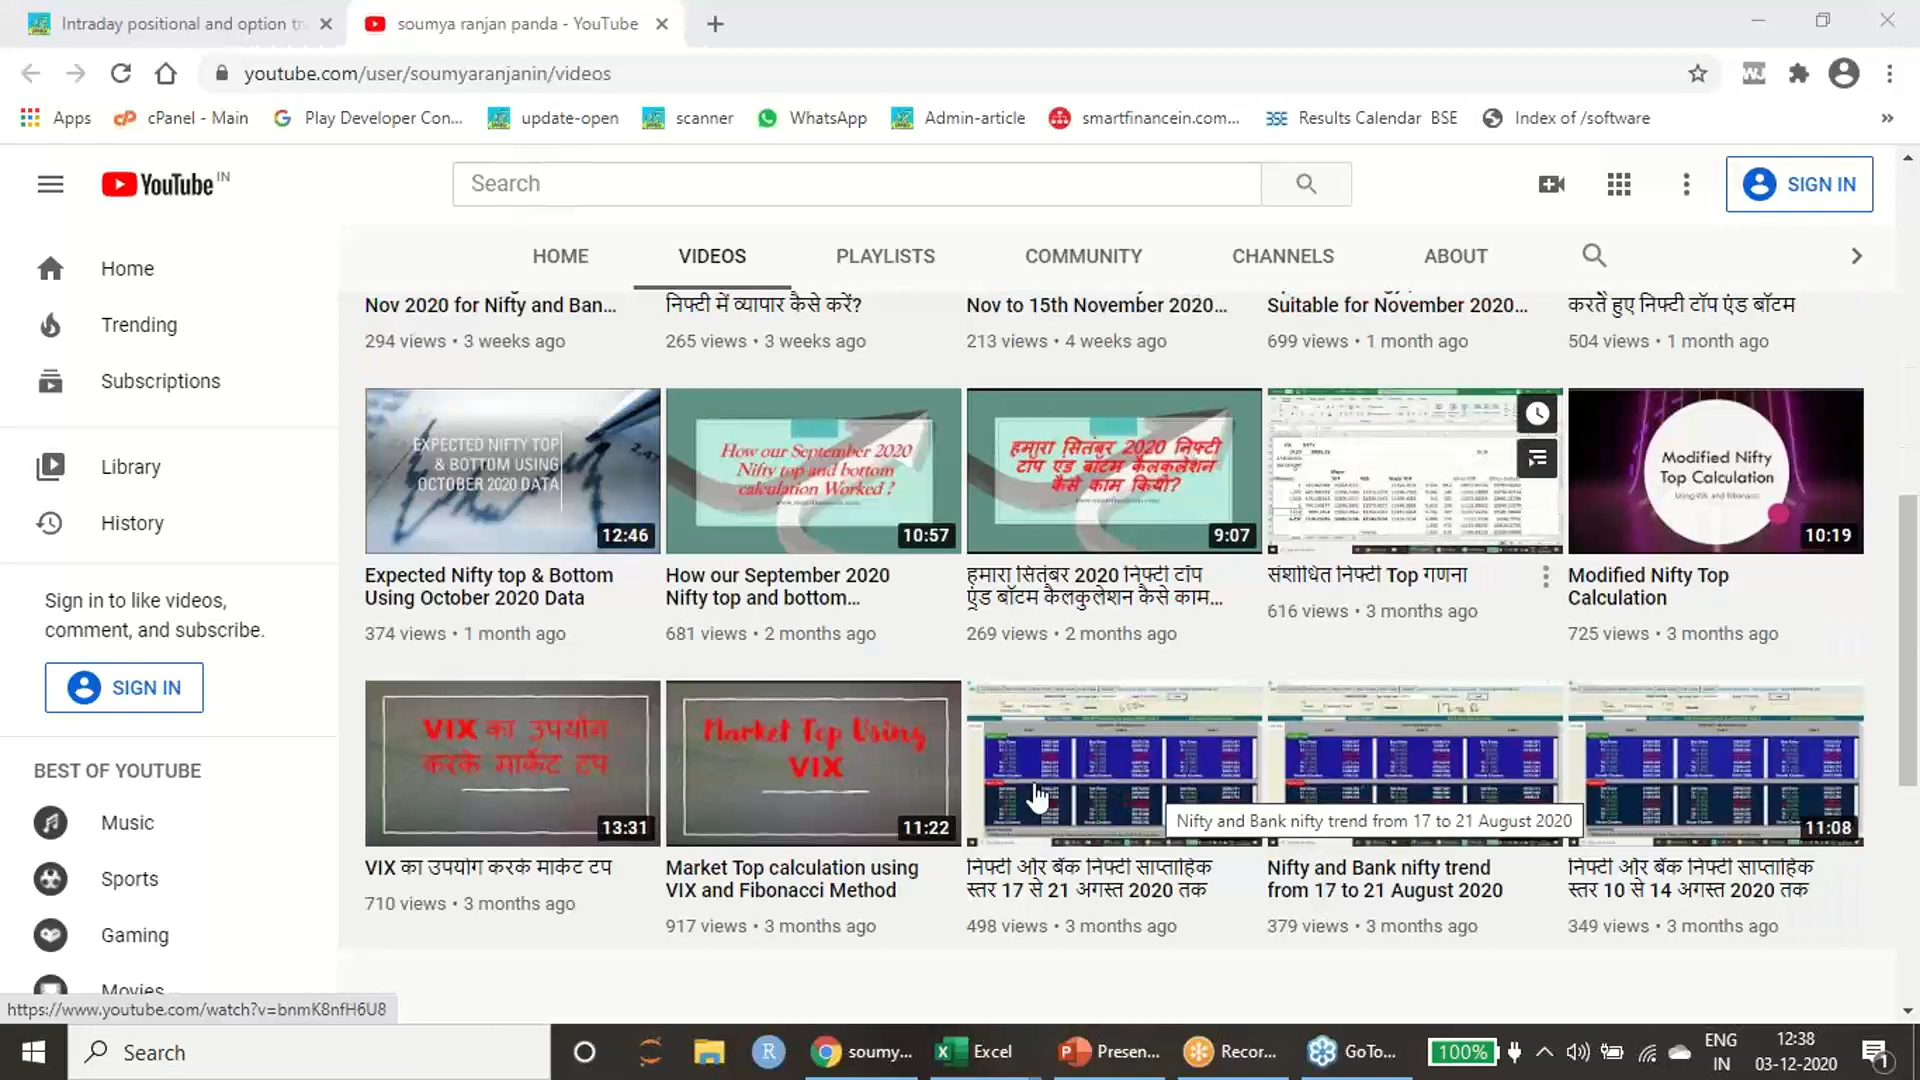 Intraday positional and option tr
soumya ranjan panda - YouTube
youtube.com/user/soumyaranjanin/videos
Apps
cPanel - Main
Play Developer Con...
update-open
scanner
WhatsApp
Admin-article
smartfinancein.com...
Results Calendar BSE
Index of /software
»
YouTube IN
Search
SIGN IN
HOME
VIDEOS
PLAYLISTS
COMMUNITY
CHANNELS
ABOUT
Home
Trending
Subscriptions
Library
History
Sign in to like videos,
comment, and subscribe.
SIGN IN
BEST OF YOUTUBE
Music
Sports
Gaming
Movies
Nov 2020 for Nifty and Ban...
294 views • 3 weeks ago
निफ्टी में व्यापार कैसे करें?
265 views • 3 weeks ago
Nov to 15th November 2020...
213 views • 4 weeks ago
Suitable for November 2020...
699 views • 1 month ago
करते हुए निफ्टी टॉप एंड बॉटम
504 views • 1 month ago
EXPECTED NIFTY TOP
& BOTTOM USING
OCTOBER 2020 DATA
12:46
Expected Nifty top & Bottom
Using October 2020 Data
374 views • 1 month ago
How our September 2020
Nifty top and bottom
calculation Worked ?
10:57
How our September 2020
Nifty top and bottom...
681 views • 2 months ago
हमारा सितंबर 2020 निफ्टी
टॉप एंड बॉटम कैलकुलेशन
कैसे काम कियो?
9:07
हमारा सितंबर 2020 निफ्टी टॉप
एंड बॉटम कैलकुलेशन कैसे काम...
269 views • 2 months ago
संशोधित निफ्टी Top गणना
616 views • 3 months ago
Modified Nifty
Top Calculation
Using VIX and Fibonacci
10:19
Modified Nifty Top
Calculation
725 views • 3 months ago
VIX का उपयोग
करके मार्केट टप
13:31
VIX का उपयोग करके मार्केट टप
710 views • 3 months ago
Market Top Using
VIX
11:22
Market Top calculation using
VIX and Fibonacci Method
917 views • 3 months ago
निफ्टी और बैंक निफ्टी साप्ताहिक
स्तर 17 से 21 अगस्त 2020 तक
498 views • 3 months ago
Nifty and Bank nifty trend from 17 to 21 August 2020
Nifty and Bank nifty trend
from 17 to 21 August 2020
379 views • 3 months ago
11:08
निफ्टी और बैंक निफ्टी साप्ताहिक
स्तर 10 से 14 अगस्त 2020 तक
349 views • 3 months ago
https://www.youtube.com/watch?v=bnmK8nfH6U8
Search
soumy...
Excel
Presen...
Recor...
GoTo...
100%
ENG
IN
12:38
03-12-2020
1